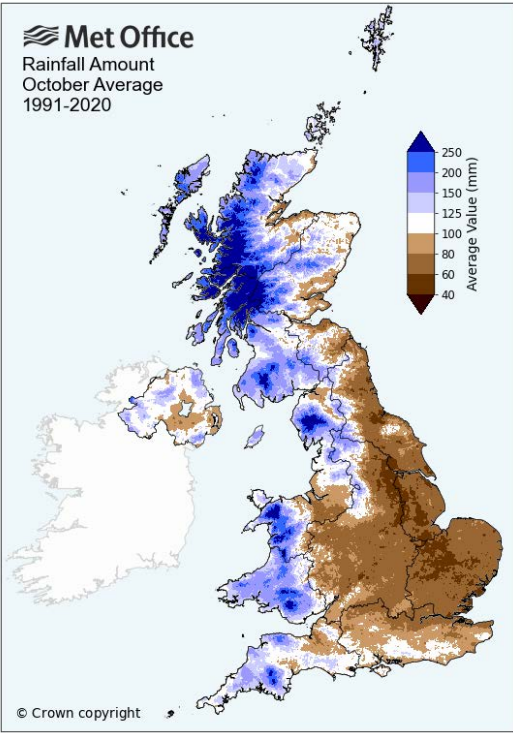 Met Office
Rainfall Amount
October Average
1991-2020
250
200
150
125
100
80
60
40
Average Value (mm)
© Crown copyright